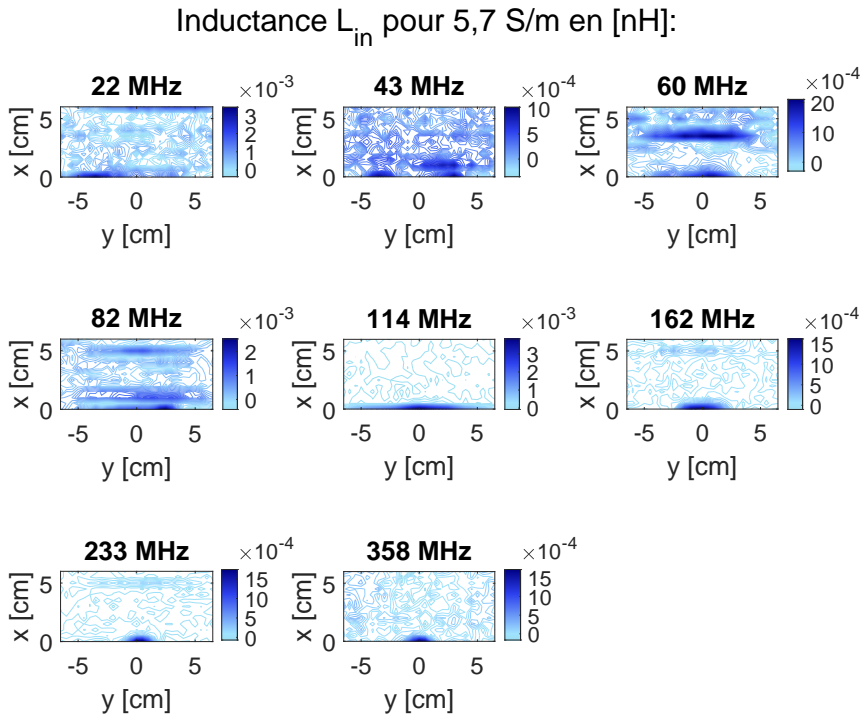 Inductance L_in pour 5,7 S/m en [nH]:
22 MHz
×10^-3
x [cm]
5
0
-5 0 5
y [cm]
3
2
1
0
43 MHz
×10^-4
x [cm]
5
0
-5 0 5
y [cm]
10
5
0
60 MHz
×10^-4
x [cm]
5
0
-5 0 5
y [cm]
20
10
0
82 MHz
×10^-3
x [cm]
5
0
-5 0 5
y [cm]
2
1
0
114 MHz
×10^-3
x [cm]
5
0
-5 0 5
y [cm]
3
2
1
0
162 MHz
×10^-4
x [cm]
5
0
-5 0 5
y [cm]
15
10
5
0
233 MHz
×10^-4
x [cm]
5
0
-5 0 5
y [cm]
15
10
5
0
358 MHz
×10^-4
x [cm]
5
0
-5 0 5
y [cm]
15
10
5
0